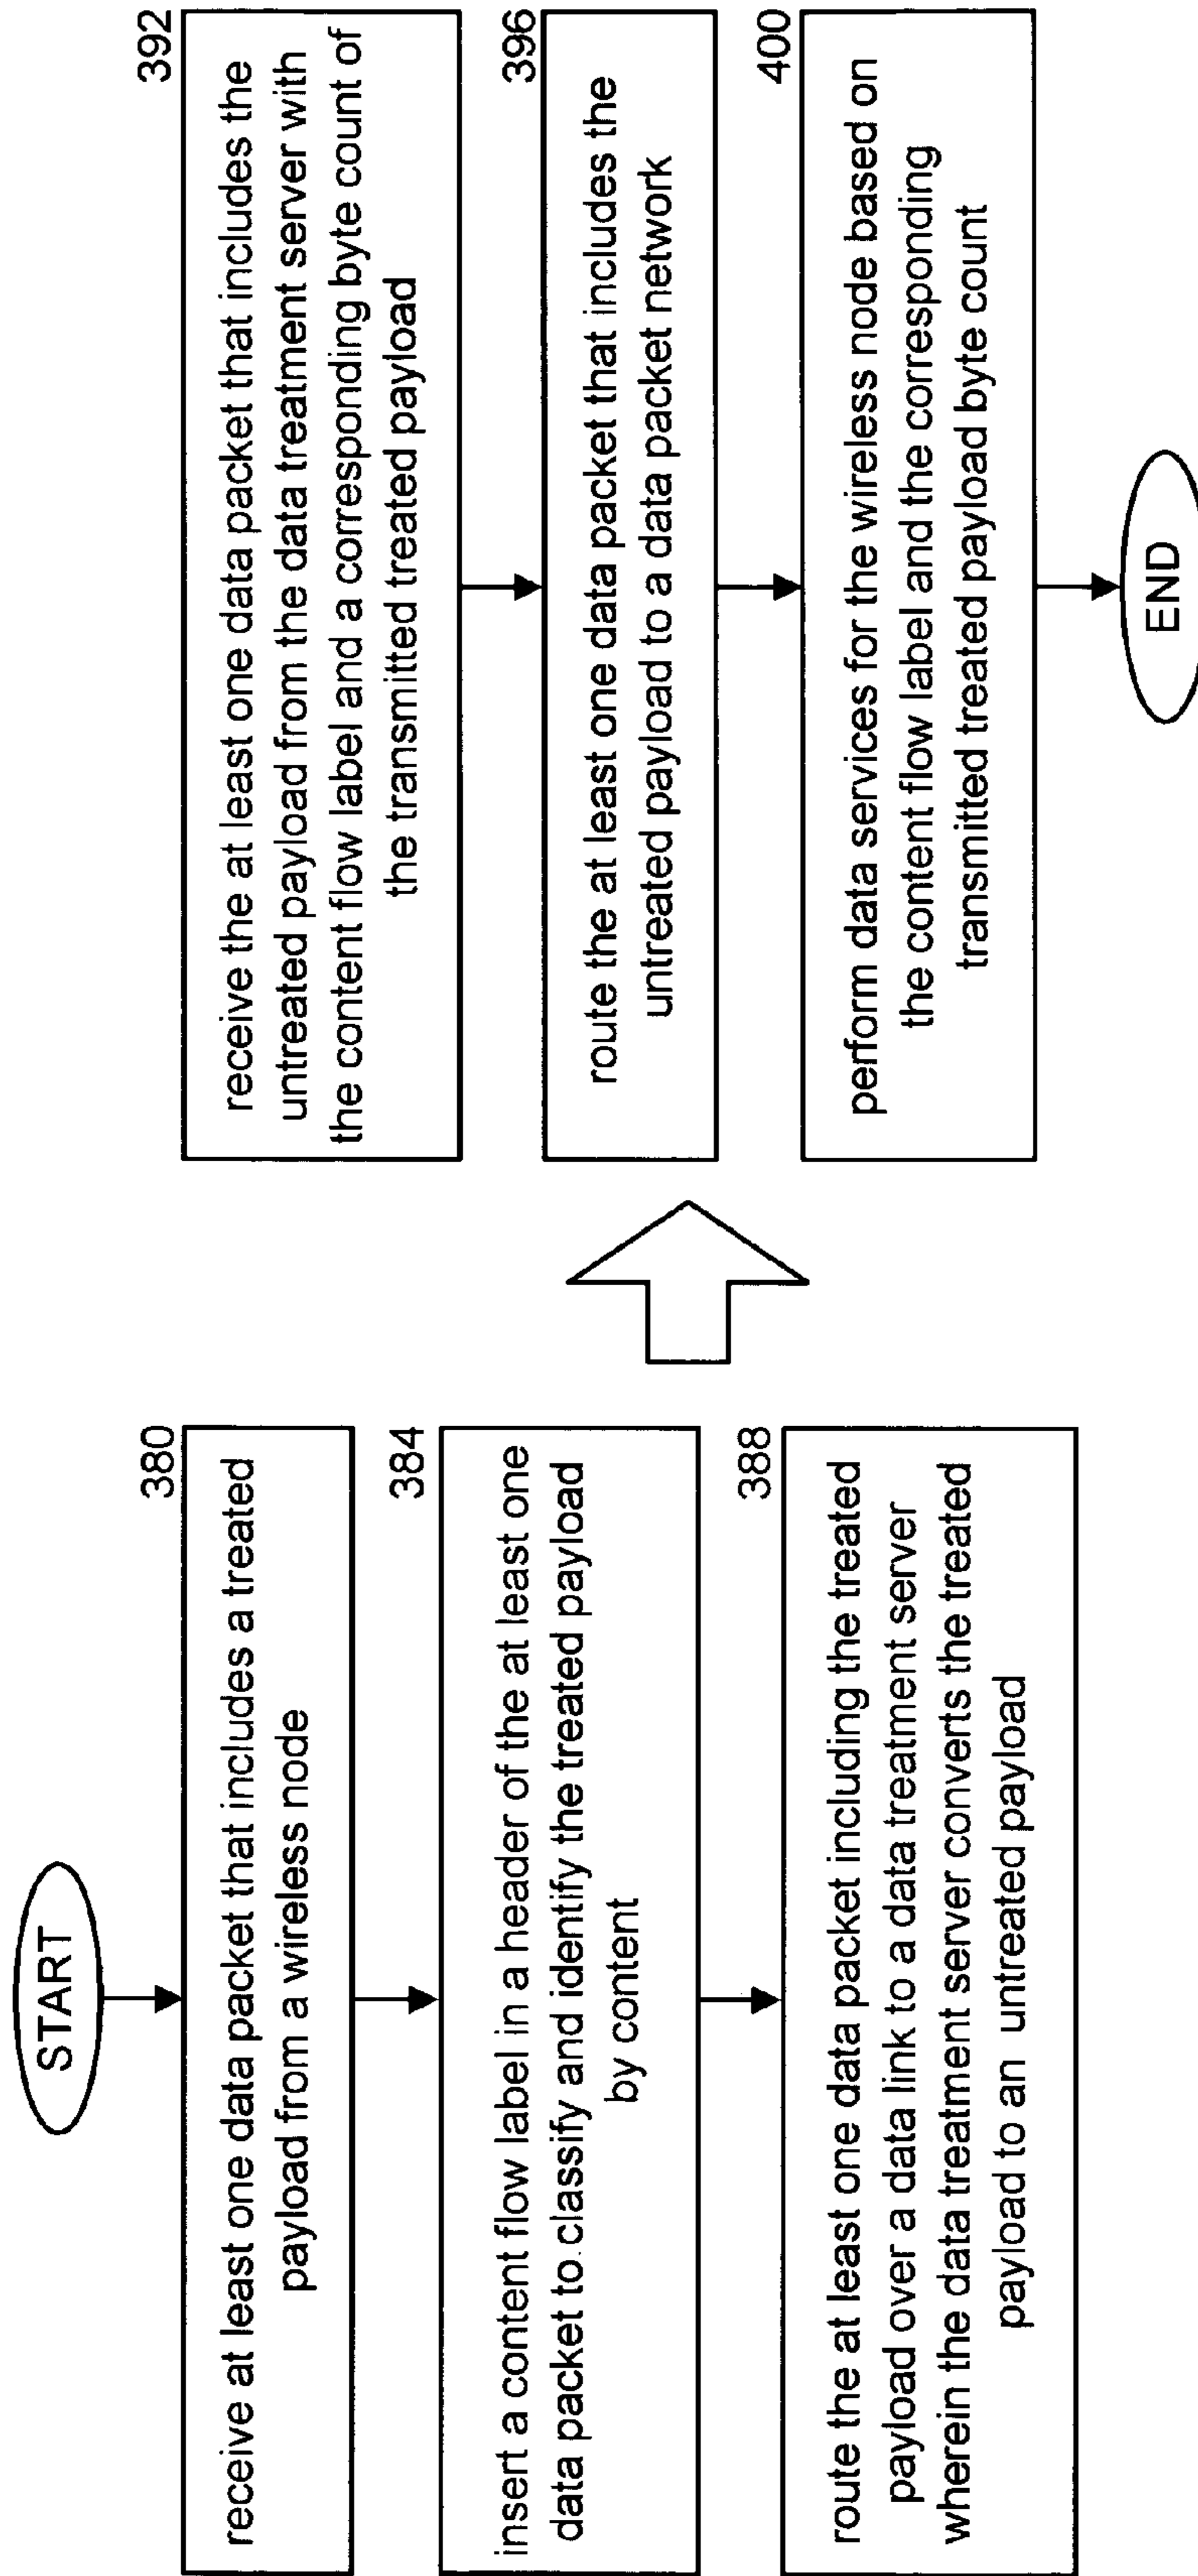 START
380
receive at least one data packet that includes a treated
payload from a wireless node
384
insert a content flow label in a header of the at least one
data packet to classify and identify the treated payload
by content
388
route the at least one data packet including the treated
payload over a data link to a data treatment server
wherein the data treatment server converts the treated
payload to an untreated payload
392
receive the at least one data packet that includes the
untreated payload from the data treatment server with
the content flow label and a corresponding byte count of
the transmitted treated payload
396
route the at least one data packet that includes the
untreated payload to a data packet network
400
perform data services for the wireless node based on
the content flow label and the corresponding
transmitted treated payload byte count
END